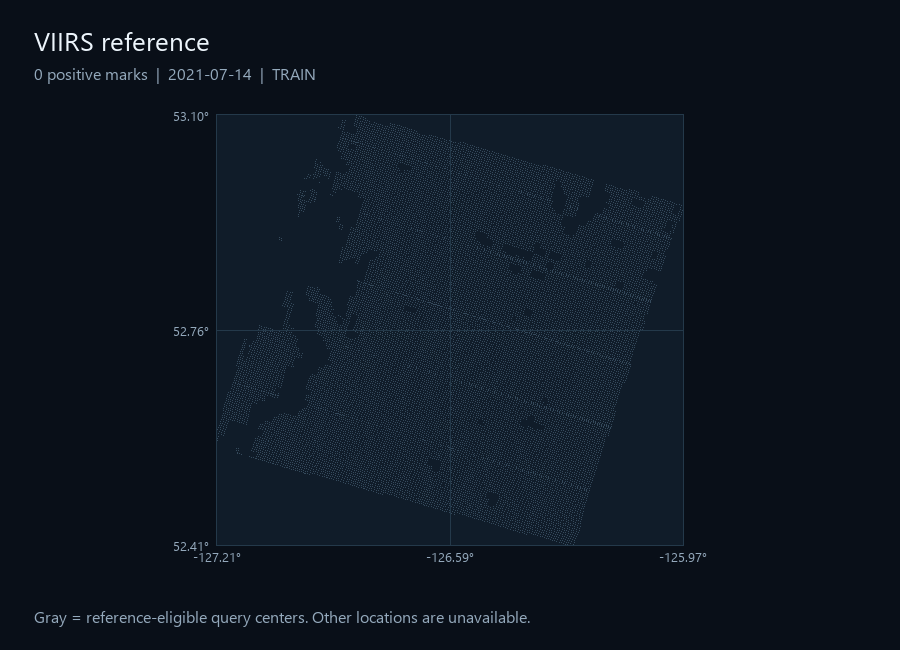 VIIRS reference
0 positive marks | 2021-07-14 | TRAIN
53.10°
52.76°
52.41°
-127.21°
-126.59°
-125.97°
Gray = reference-eligible query centers. Other locations are unavailable.